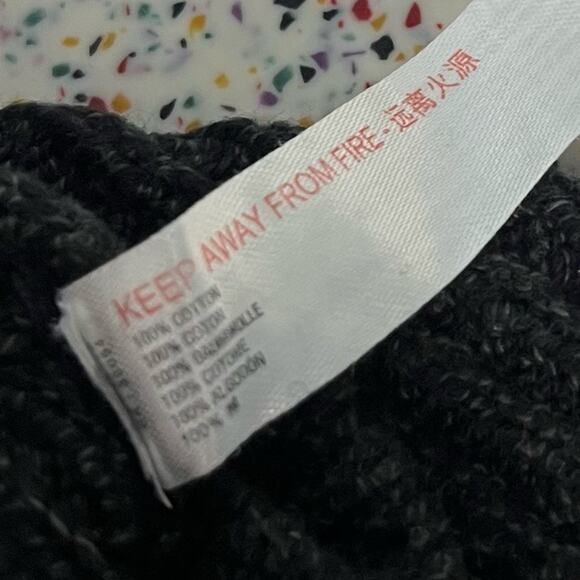 KEEP AWAY FROM FIRE - 远离火源
100% COTTON
100% COTON
100% BAUMWOLLE
100% COTONE
100% ALGODON
100%